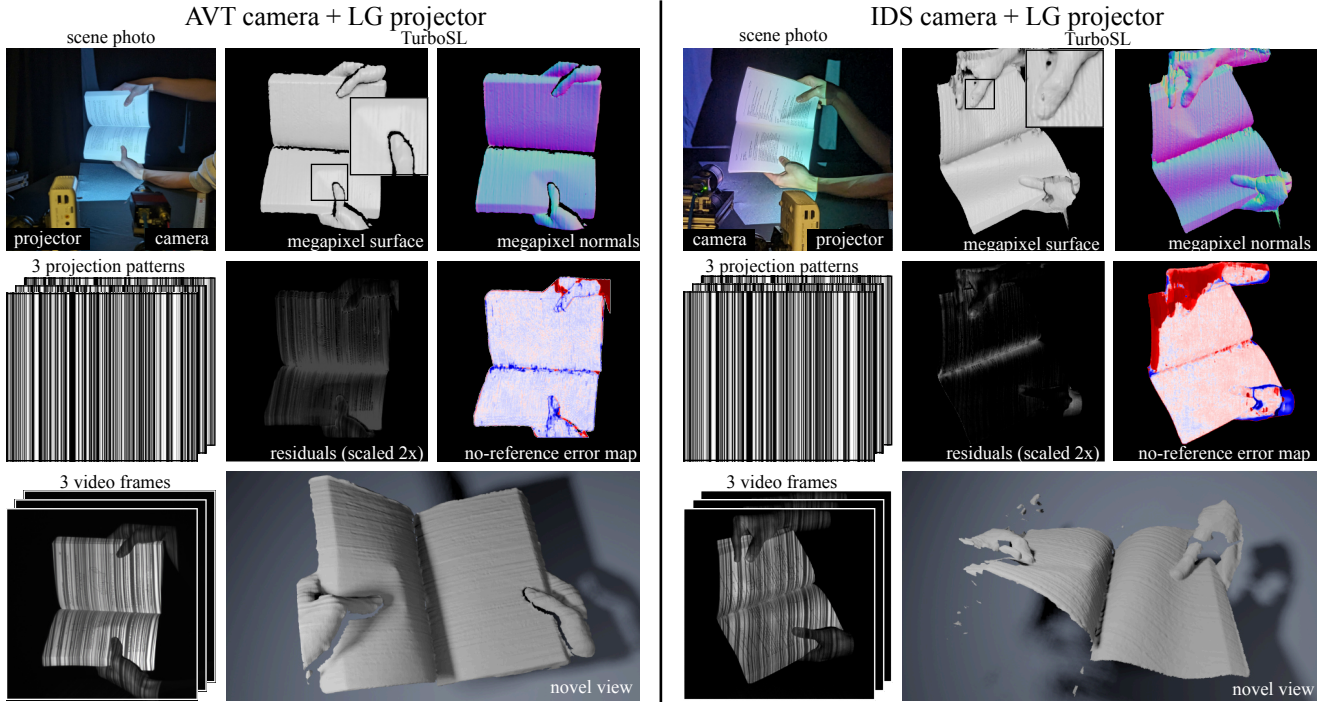 AVT camera + LG projector
scene photo
TurboSL
projector
camera
megapixel surface
megapixel normals
3 projection patterns
residuals (scaled 2x)
no-reference error map
3 video frames
novel view
IDS camera + LG projector
scene photo
TurboSL
camera
projector
megapixel surface
megapixel normals
3 projection patterns
residuals (scaled 2x)
no-reference error map
3 video frames
novel view